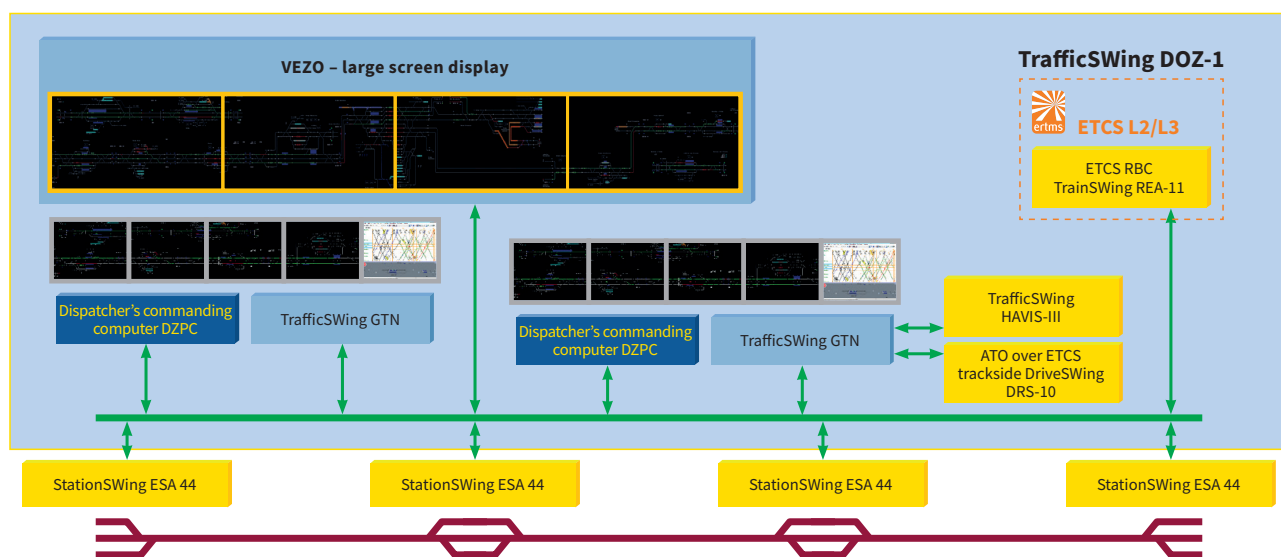 VEZO – large screen display
TrafficSWing DOZ-1
ertms
ETCS L2/L3
ETCS RBC
TrainSWing REA-11
Dispatcher's commanding
computer DZPC
TrafficSWing GTN
Dispatcher's commanding
computer DZPC
TrafficSWing GTN
TrafficSWing
HAVIS-III
ATO over ETCS
trackside DriveSWing
DRS-10
StationSWing ESA 44
StationSWing ESA 44
StationSWing ESA 44
StationSWing ESA 44